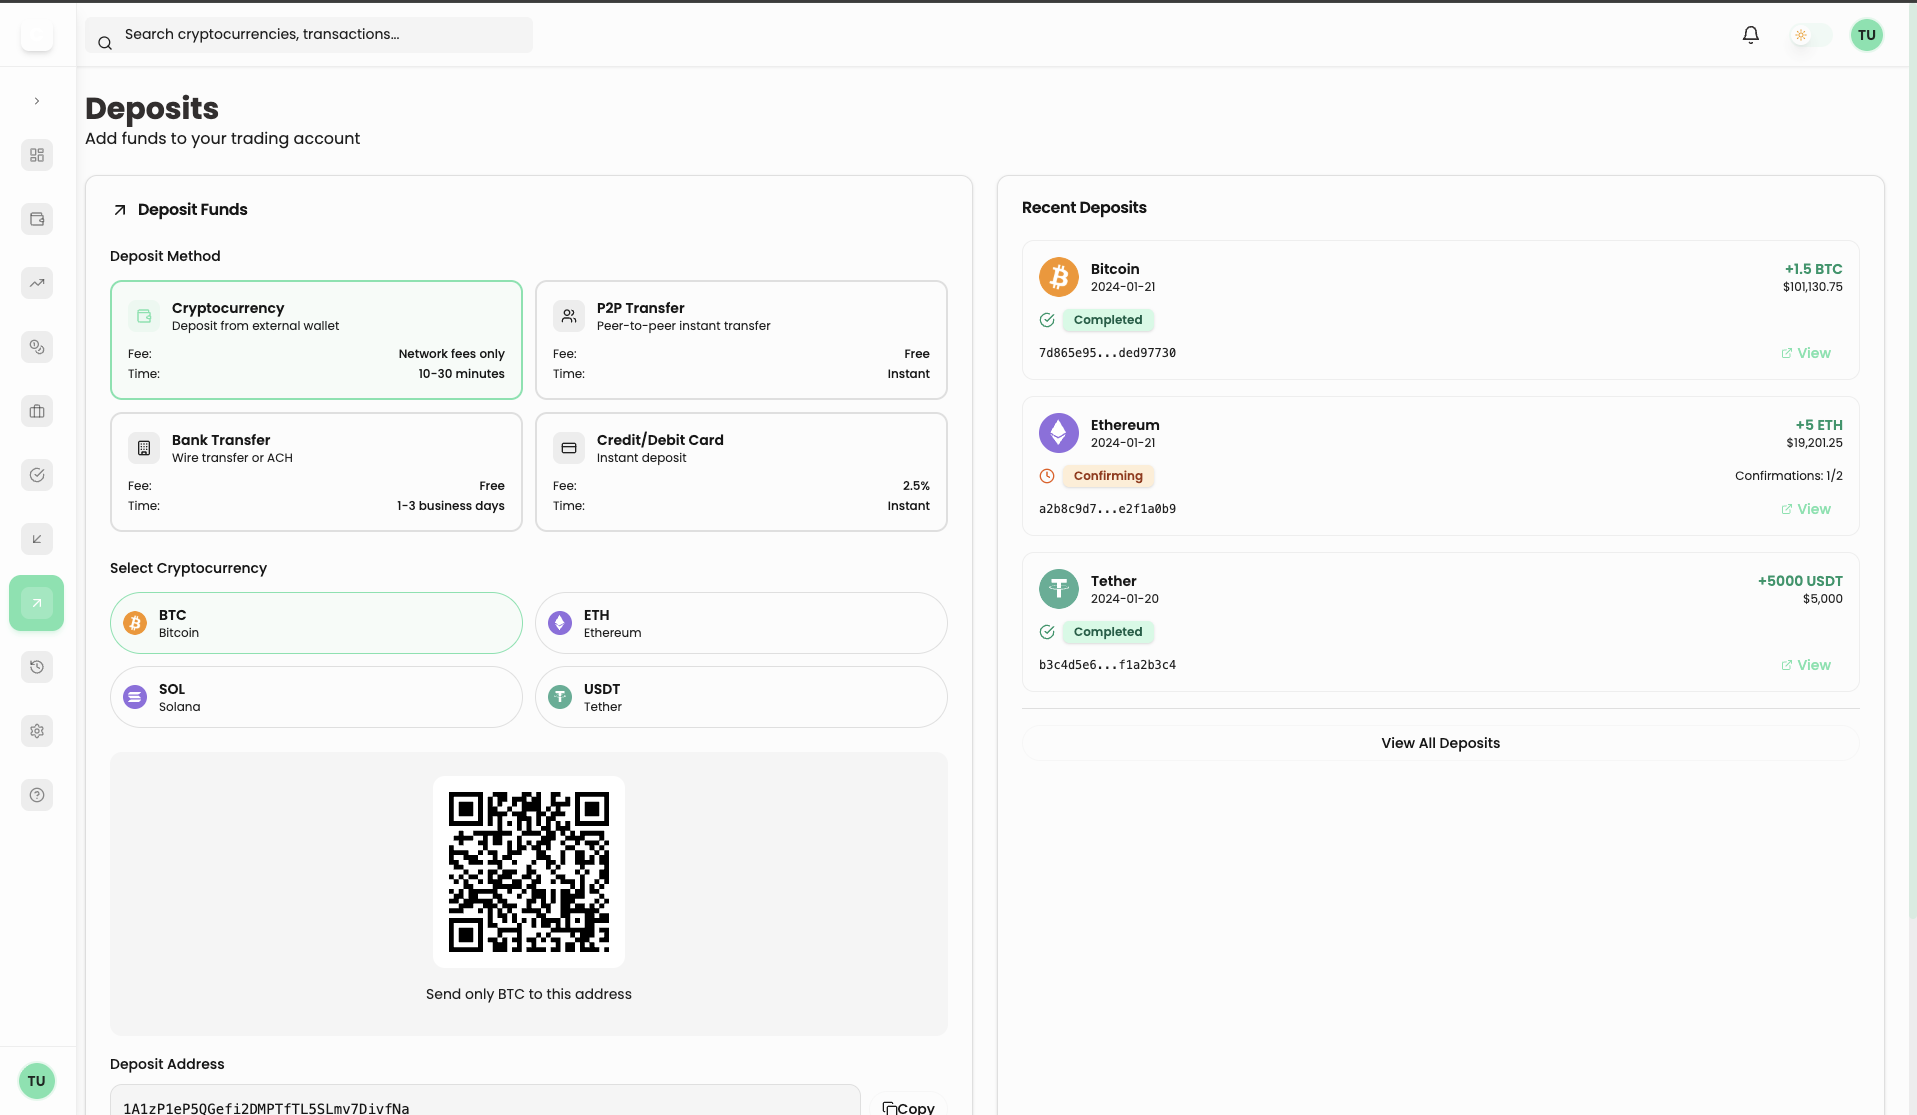 Search cryptocurrencies, transactions...
TU
Deposits
Add funds to your trading account
Deposit Funds
Deposit Method
Cryptocurrency
Deposit from external wallet
Fee: Network fees only
Time: 10-30 minutes
P2P Transfer
Peer-to-peer instant transfer
Fee: Free
Time: Instant
Bank Transfer
Wire transfer or ACH
Fee: Free
Time: 1-3 business days
Credit/Debit Card
Instant deposit
Fee: 2.5%
Time: Instant
Select Cryptocurrency
BTC
Bitcoin
ETH
Ethereum
SOL
Solana
USDT
Tether
Send only BTC to this address
Deposit Address
1A1zP1eP5QGefi2DMPTfTL5SLmv7DivfNa
Copy
Recent Deposits
Bitcoin +1.5 BTC
2024-01-21 $101,130.75
Completed
7d865e95...ded97730 View
Ethereum +5 ETH
2024-01-21 $19,201.25
Confirming Confirmations: 1/2
a2b8c9d7...e2f1a0b9 View
Tether +5000 USDT
2024-01-20 $5,000
Completed
b3c4d5e6...f1a2b3c4 View
View All Deposits
TU